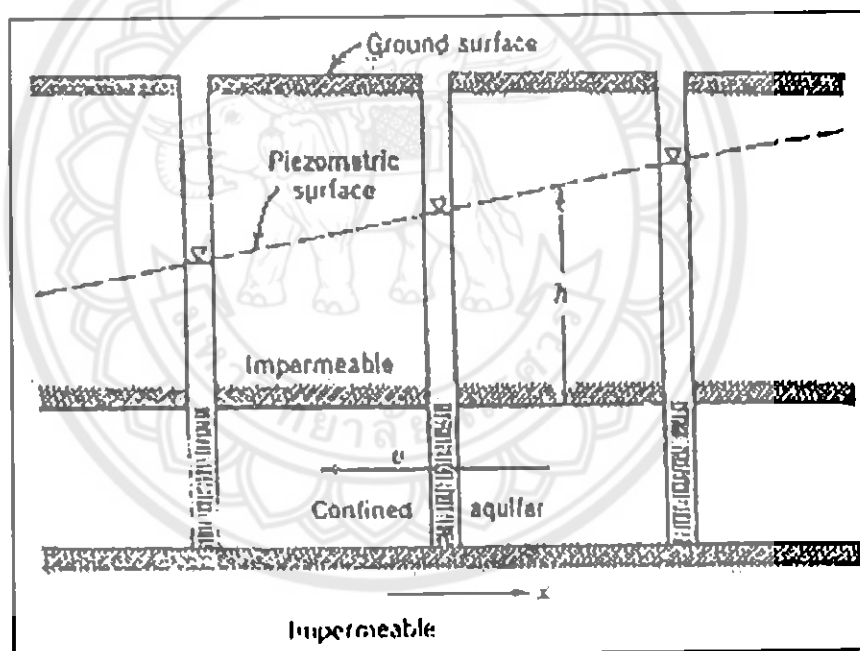 Ground surface
Piezometric
surface
h
Impermeable
v
Confined aquifer
x
Impermeable